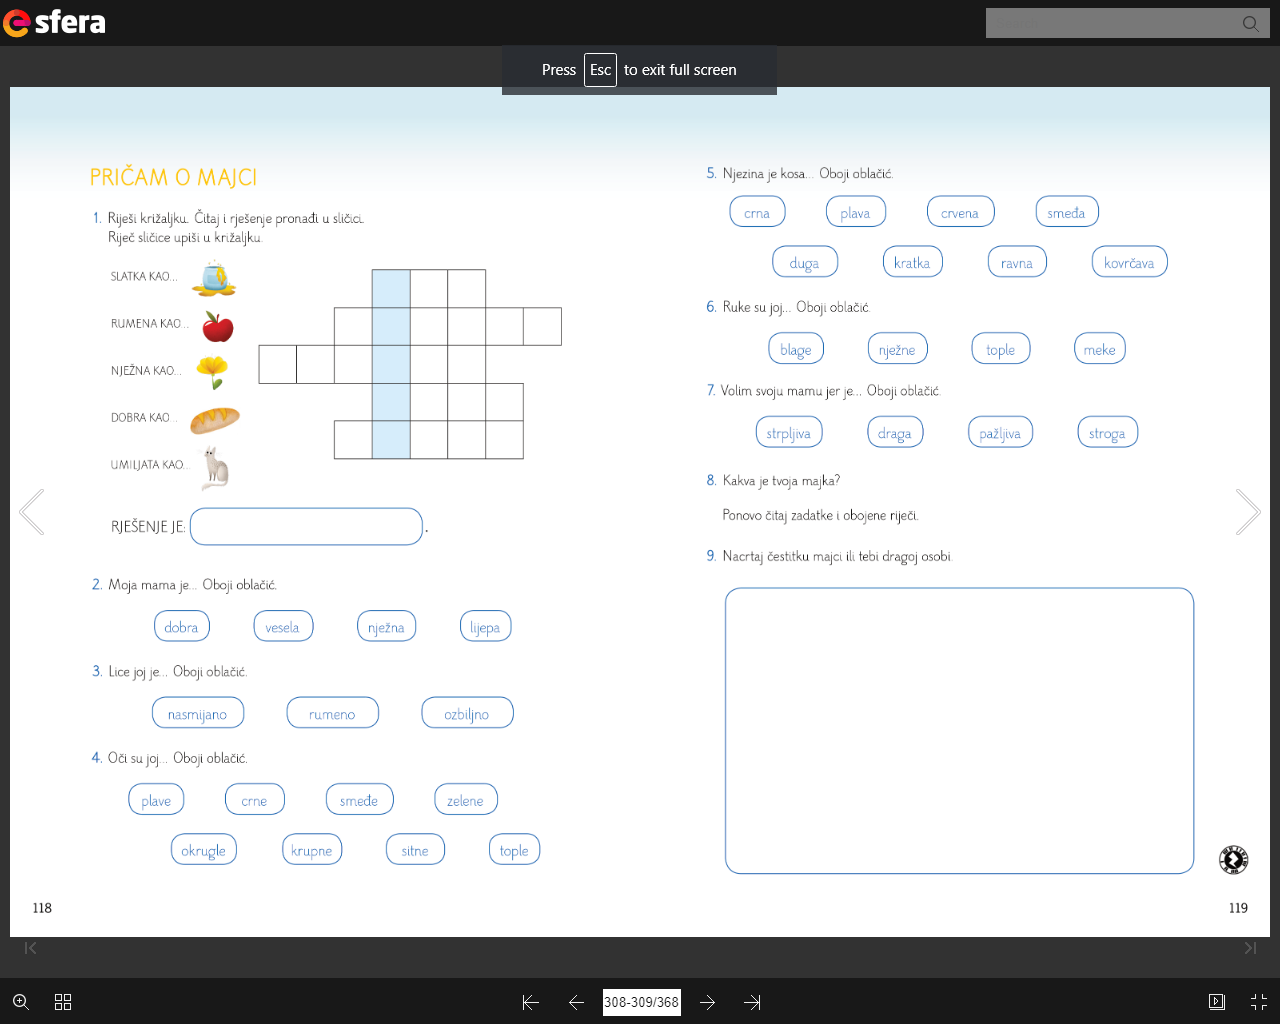 sfera
Press Esc to exit full screen
PRIČAM O MAJCI
1. Riješi križaljku. Čitaj i rješenje pronađi u sličici.
Riječ sličice upiši u križaljku.
SLATKA KAO...
RUMENA KAO...
NJEŽNA KAO...
DOBRA KAO...
UMILJATA KAO...
RJEŠENJE JE: .
2. Moja mama je... Oboji oblačić.
dobra vesela nježna lijepa
3. Lice joj je... Oboji oblačić.
nasmijano rumeno ozbiljno
4. Oči su joj... Oboji oblačić.
plave crne smeđe zelene
okrugle krupne sitne tople
118
5. Njezina je kosa... Oboji oblačić.
crna plava crvena smeđa
duga kratka ravna kovrčava
6. Ruke su joj... Oboji oblačić.
blage nježne tople meke
7. Volim svoju mamu jer je... Oboji oblačić.
strpljiva draga pažljiva stroga
8. Kakva je tvoja majka?
Ponovo čitaj zadatke i obojene riječi.
9. Nacrtaj čestitku majci ili tebi dragoj osobi.
119
308-309/368